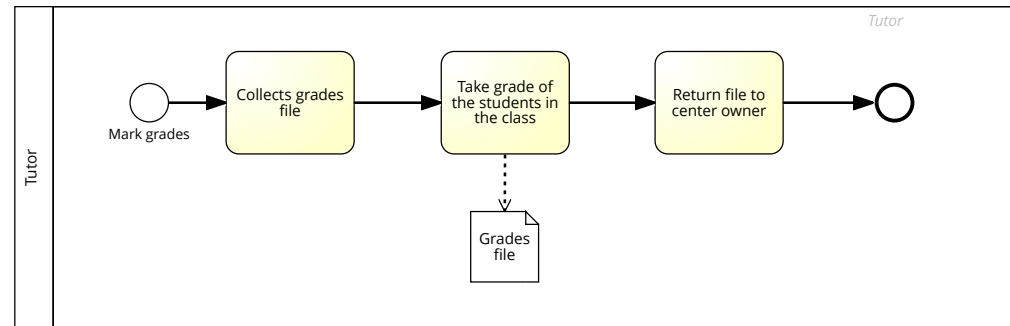 Tutor
Tutor
Mark grades
Collects grades
file
Take grade of
the students in
the class
Return file to
center owner
Grades
file